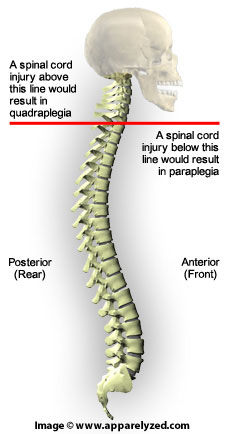 A spinal cord
injury above
this line would
result in
quadraplegia
A spinal cord
injury below this
line would result
in paraplegia
Posterior
(Rear)
Anterior
(Front)
Image © www.apparelyzed.com